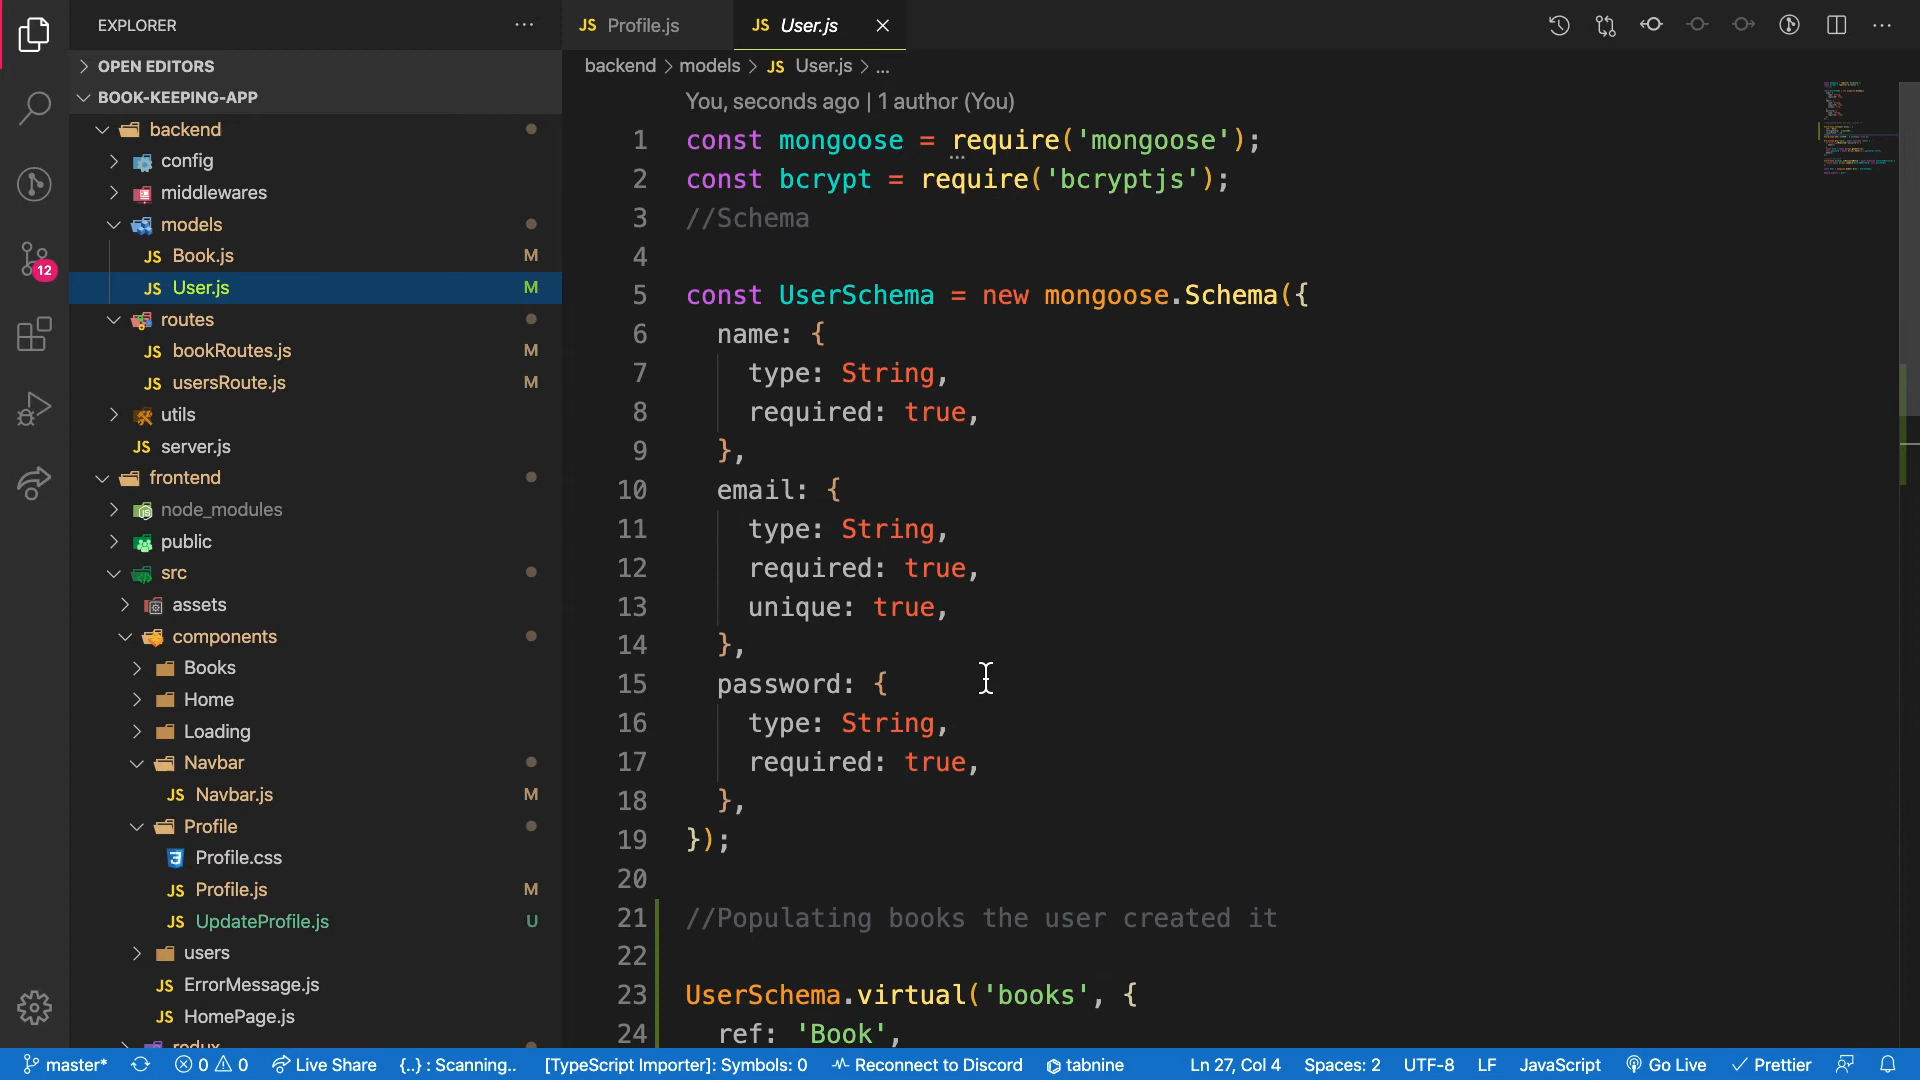 EXPLORER
OPEN EDITORS
BOOK-KEEPING-APP
backend
config
middlewares
models
JS Book.js M
JS User.js M
routes
JS bookRoutes.js M
JS usersRoute.js M
utils
JS server.js
frontend
node_modules
public
src
assets
components
Books
Home
Loading
Navbar
JS Navbar.js M
Profile
Profile.css
JS Profile.js M
JS UpdateProfile.js U
users
JS ErrorMessage.js
JS HomePage.js
redux
12
JS Profile.js
JS User.js
backend > models > JS User.js > ...
You, seconds ago | 1 author (You)
1 const mongoose = require('mongoose');
2 const bcrypt = require('bcryptjs');
3 //Schema
4
5 const UserSchema = new mongoose.Schema({
6 name: {
7 type: String,
8 required: true,
9 },
10 email: {
11 type: String,
12 required: true,
13 unique: true,
14 },
15 password: {
16 type: String,
17 required: true,
18 },
19 });
20
21 //Populating books the user created it
22
23 UserSchema.virtual('books', {
24 ref: 'Book',
master* 0 0 Live Share {..} : Scanning.. [TypeScript Importer]: Symbols: 0 Reconnect to Discord tabnine Ln 27, Col 4 Spaces: 2 UTF-8 LF JavaScript Go Live Prettier